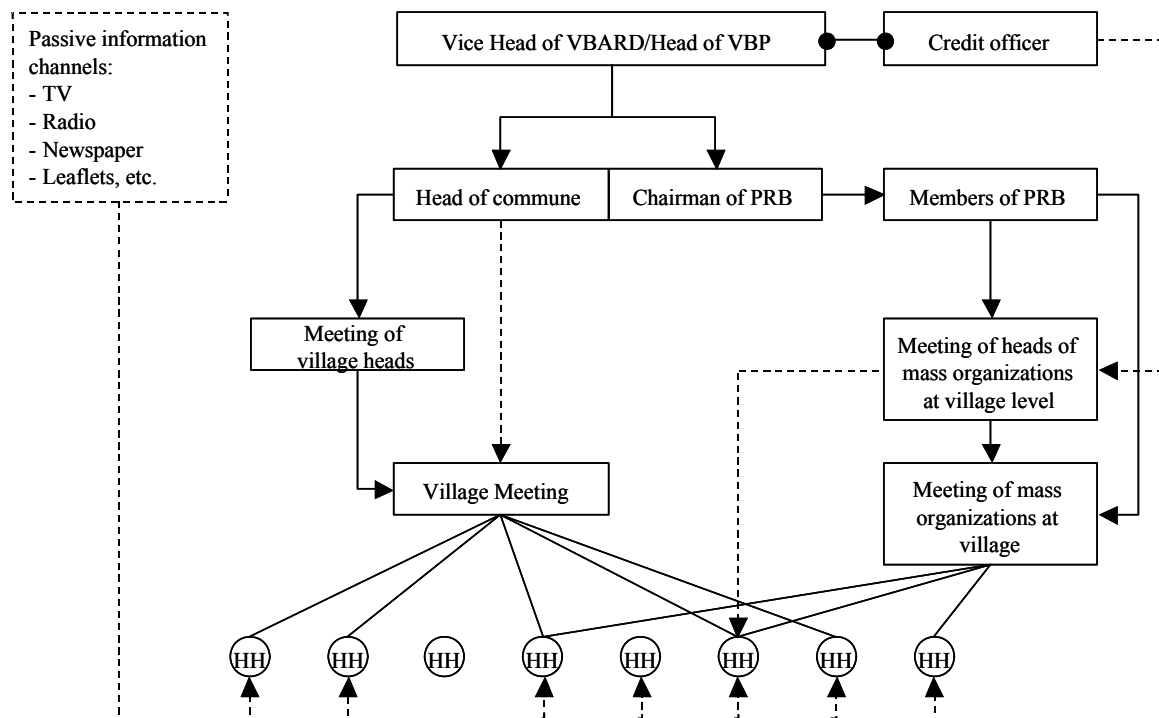 Passive information
channels:
- TV
- Radio
- Newspaper
- Leaflets, etc.
Vice Head of VBARD/Head of VBP
Credit officer
Head of commune
Chairman of PRB
Members of PRB
Meeting of
village heads
Meeting of heads of
mass organizations
at village level
Village Meeting
Meeting of mass
organizations at
village
HH
HH
HH
HH
HH
HH
HH
HH